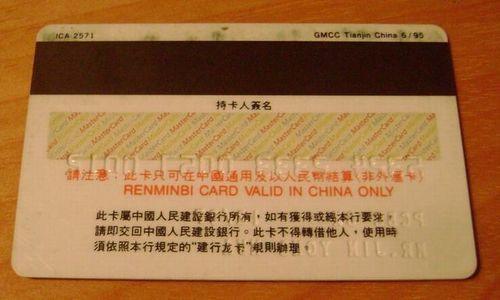 ICA 2571
GMCC Tianjin China 6/95
持卡人簽名
請注意：此卡只可在中國通用及以人民幣結算(非外滙卡)
RENMINBI CARD VALID IN CHINA ONLY
此卡屬中國人民建設銀行所有，如有獲得或經本行要求，
請即交回中國人民建設銀行。此卡不得轉借他人，使用時
須依照本行規定的“建行万事达卡”規則辦理。